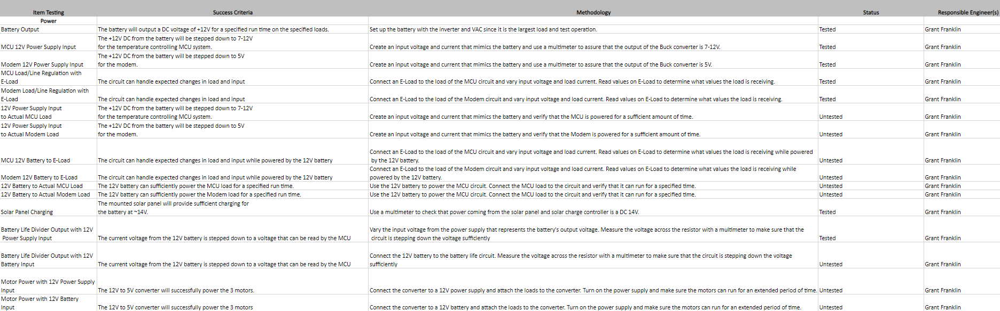 Item Testing Success Criteria Methodology Status Responsible Engineer(s)
Power
Battery Output The battery will output a DC voltage of +12V for a specified run time on the specified loads. Set up the battery with the inverter and VAC since it is the largest load and test operation. Tested Grant Franklin
The +12V DC from the battery will be stepped down to 7-12V
MCU 12V Power Supply Input for the temperature controlling MCU system. Create an input voltage and current that mimics the battery and use a multimeter to assure that the output of the Buck converter is 7-12V. Tested Grant Franklin
The +12V DC from the battery will be stepped down to 5V
Modem 12V Power Supply Input for the modem. Create an input voltage and current that mimics the battery and use a multimeter to assure that the output of the Buck converter is 5V. Tested Grant Franklin
MCU Load/Line Regulation with
E-Load The circuit can handle expected changes in load and input Connect an E-Load to the load of the MCU circuit and vary input voltage and load current. Read values on E-Load to determine what values the load is receiving. Tested Grant Franklin
Modem Load/Line Regulation with
E-Load The circuit can handle expected changes in load and input Connect an E-Load to the load of the Modem circuit and vary input voltage and load current. Read values on E-Load to determine what values the load is receiving. Tested Grant Franklin
12V Power Supply Input The +12V DC from the battery will be stepped down to 7-12V
to Actual MCU Load for the temperature controlling MCU system. Create an input voltage and current that mimics the battery and verify that the MCU is powered for a sufficient amount of time. Untested Grant Franklin
12V Power Supply Input The +12V DC from the battery will be stepped down to 5V
to Actual Modem Load for the modem. Create an input voltage and current that mimics the battery and verify that the Modem is powered for a sufficient amount of time. Untested Grant Franklin
Connect an E-Load to the load of the MCU circuit and vary input voltage and load current. Read values on E-Load to determine what values the load is receiving while powered
MCU 12V Battery to E-Load The circuit can handle expected changes in load and input while powered by the 12V battery by the 12V battery. Untested Grant Franklin
Connect an E-Load to the load of the Modem circuit and vary input voltage and load current. Read values on E-Load to determine what values the load is receiving while
Modem 12V Battery to E-Load The circuit can handle expected changes in load and input while powered by the 12V battery powered by the 12V battery. Untested Grant Franklin
12V Battery to Actual MCU Load The 12V battery can sufficiently power the MCU load for a specified run time. Use the 12V battery to power the MCU circuit. Connect the MCU load to the circuit and verify that it can run for a specified time. Untested Grant Franklin
12V Battery to Actual Modem Load The 12V battery can sufficiently power the Modem load for a specified run time. Use the 12V battery to power the MCU circuit. Connect the MCU load to the circuit and verify that it can run for a specified time. Untested Grant Franklin
The mounted solar panel will provide sufficient charging for
Solar Panel Charging the battery at ~14V. Use a multimeter to check that power coming from the solar panel and solar charge controller is a DC 14V. Tested Grant Franklin
Battery Life Divider Output with 12V Vary the input voltage from the power supply that represents the battery's output voltage. Measure the voltage across the resistor with a multimeter to make sure that the
Power Supply Input The current voltage from the 12V battery is stepped down to a voltage that can be read by the MCU circuit is stepping down the voltage sufficiently Tested Grant Franklin
Battery Life Divider Output with 12V Connect the 12V battery to the battery life circuit. Measure the voltage across the resistor with a multimeter to make sure that the circuit is stepping down the voltage
Battery Input The current voltage from the 12V battery is stepped down to a voltage that can be read by the MCU sufficiently Untested Grant Franklin
Motor Power with 12V Power Supply
Input The 12V to 5V converter will successfully power the 3 motors. Connect the converter to a 12V power supply and attach the loads to the converter. Turn on the power supply and make sure the motors can run for an extended period of time. Untested Grant Franklin
Motor Power with 12V Battery
Input The 12V to 5V converter will successfully power the 3 motors Connect the converter to a 12V battery and attach the loads to the converter. Turn on the power supply and make sure the motors can run for an extended period of time. Untested Grant Franklin